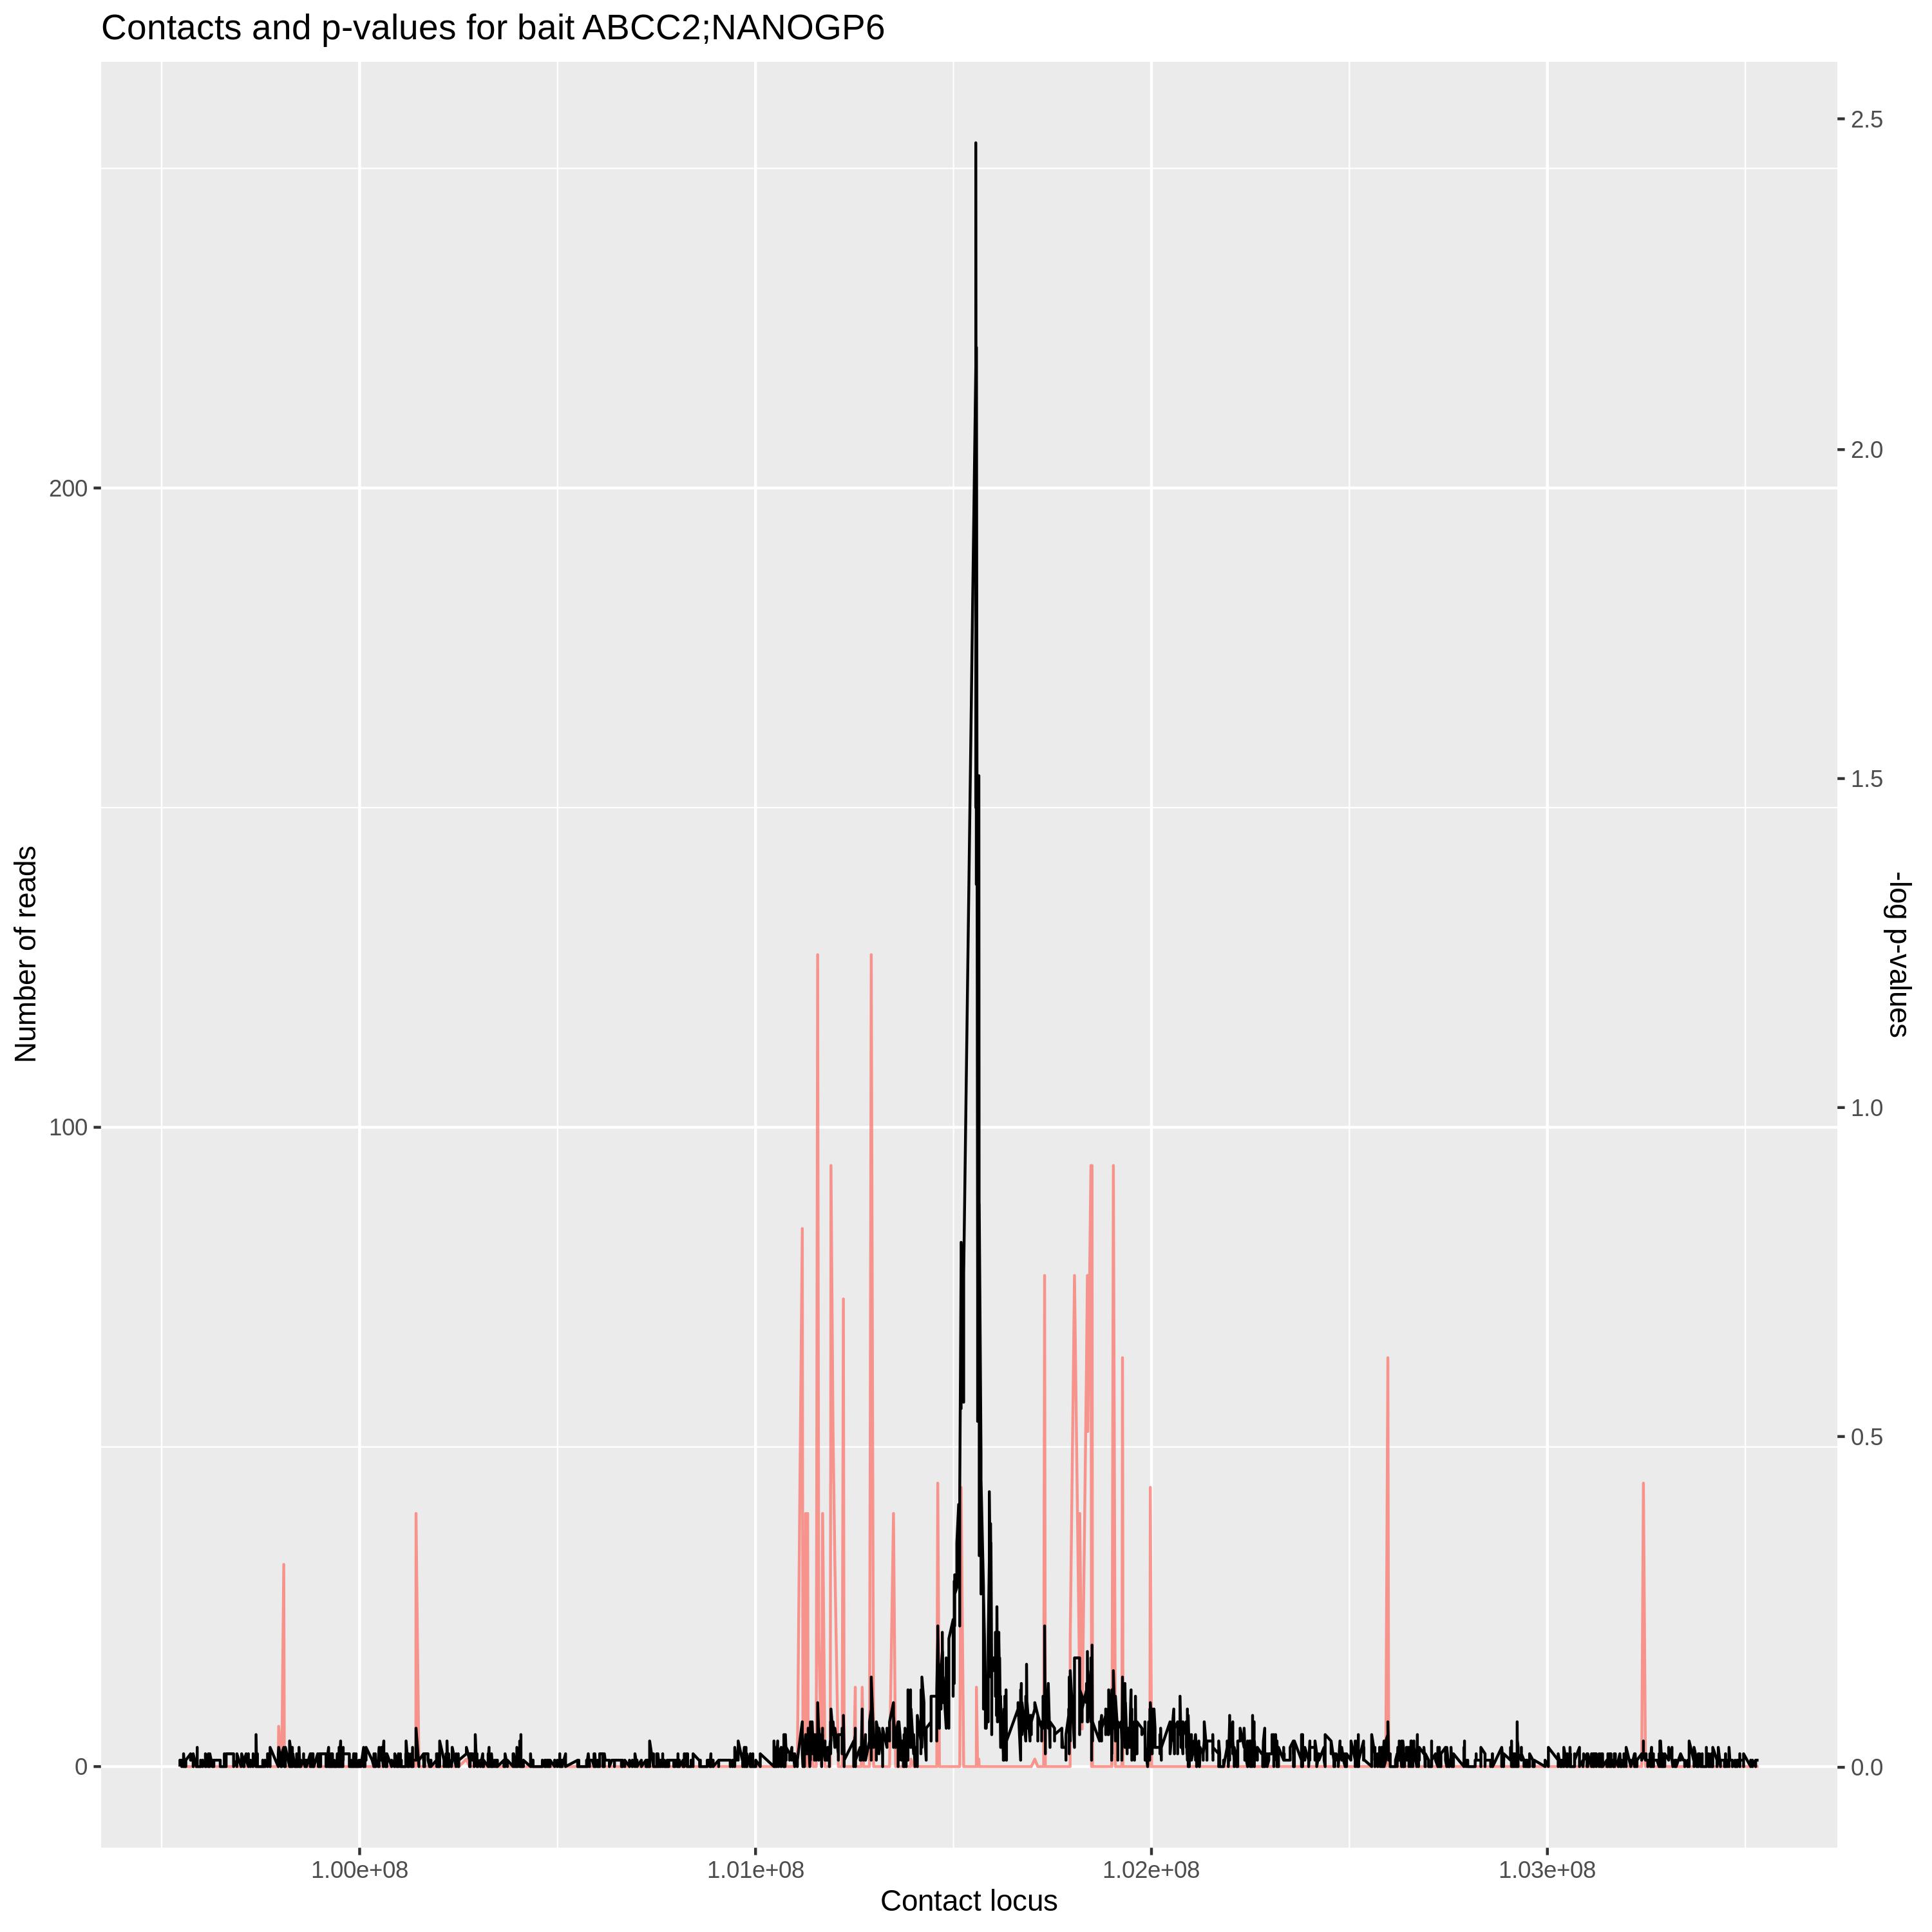 Contacts and p-values for bait ABCC2;NANOGP6
2.5
2.0
200
1.5
Number of reads
-log p-values
1.0
100
0.5
0
0.0
1.00e+08
1.01e+08
1.02e+08
1.03e+08
Contact locus